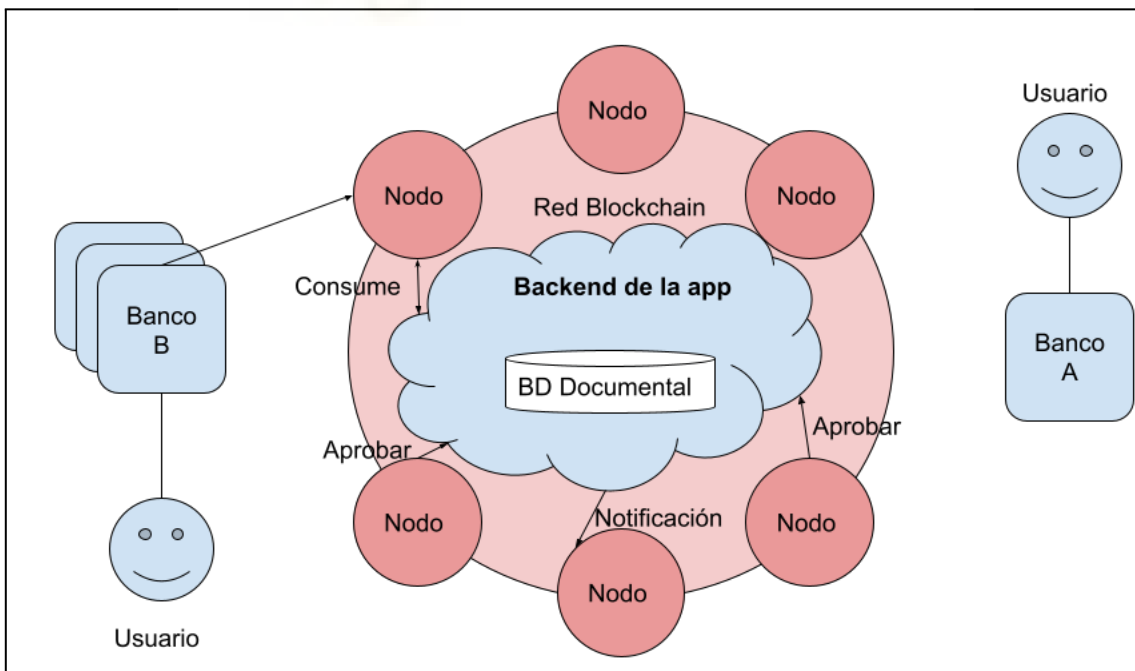 Nodo
Usuario
Nodo
Nodo
Red Blockchain
Consume
Backend de la app
Banco
B
Banco
A
BD Documental
Aprobar
Aprobar
Notificación
Nodo
Nodo
Nodo
Usuario